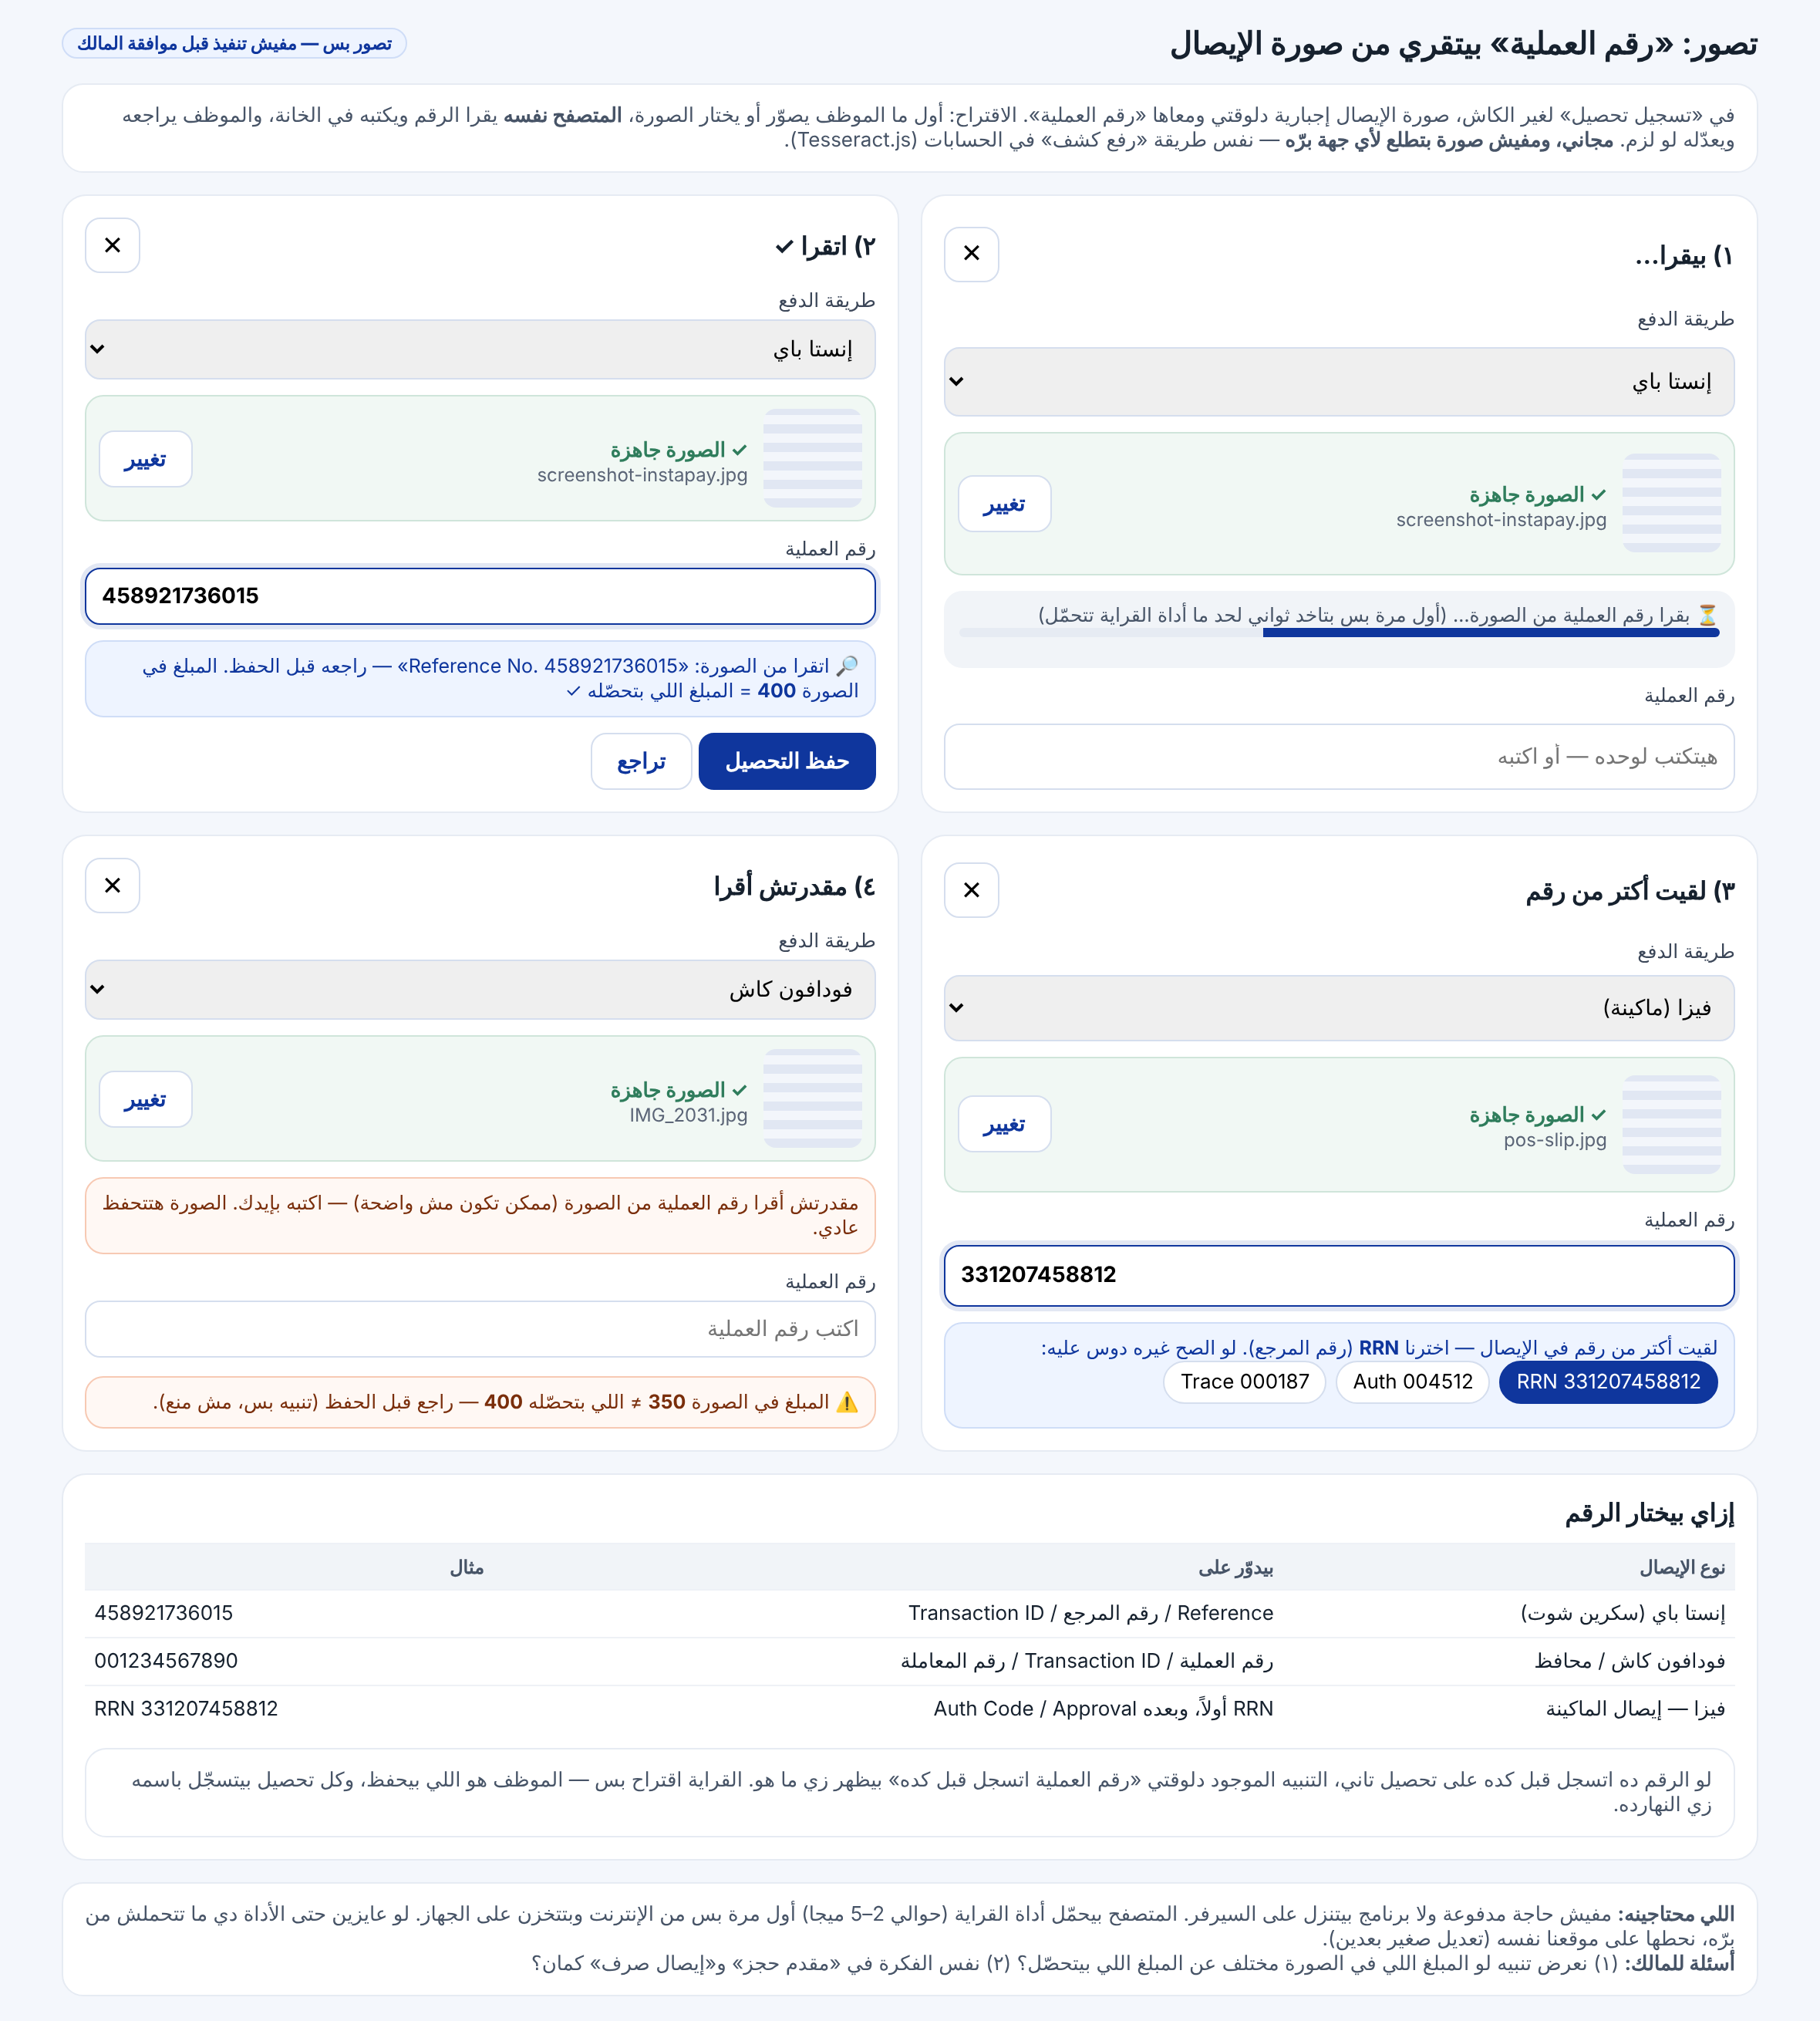 تصور: «رقم العملية» بيتقري من صورة الإيصال
تصور بس — مفيش تنفيذ قبل موافقة المالك
في «تسجيل تحصيل» لغير الكاش، صورة الإيصال إجبارية دلوقتي ومعاها «رقم العملية». الاقتراح: أول ما الموظف يصوّر أو يختار الصورة، المتصفح نفسه يقرا الرقم ويكتبه في الخانة، والموظف يراجعه
ويعدّله لو لزم. مجاني، ومفيش صورة بتطلع لأي جهة برّه — نفس طريقة «رفع كشف» في الحسابات (Tesseract.js).
١) بيقرا...
✕
طريقة الدفع
إنستا باي
✓ الصورة جاهزة
screenshot-instapay.jpg
تغيير
⏳ بقرا رقم العملية من الصورة... (أول مرة بس بتاخد ثواني لحد ما أداة القراية تتحمّل)
رقم العملية
هيتكتب لوحده — أو اكتبه
٢) اتقرا ✓
✕
طريقة الدفع
إنستا باي
✓ الصورة جاهزة
screenshot-instapay.jpg
تغيير
رقم العملية
458921736015
🔎 اتقرا من الصورة: «Reference No. 458921736015» — راجعه قبل الحفظ. المبلغ في
الصورة 400 = المبلغ اللي بتحصّله ✓
حفظ التحصيل
تراجع
٣) لقيت أكتر من رقم
✕
طريقة الدفع
فيزا (ماكينة)
✓ الصورة جاهزة
pos-slip.jpg
تغيير
رقم العملية
331207458812
لقيت أكتر من رقم في الإيصال — اخترنا RRN (رقم المرجع). لو الصح غيره دوس عليه:
RRN 331207458812
Auth 004512
Trace 000187
٤) مقدرتش أقرا
✕
طريقة الدفع
فودافون كاش
✓ الصورة جاهزة
IMG_2031.jpg
تغيير
مقدرتش أقرا رقم العملية من الصورة (ممكن تكون مش واضحة) — اكتبه بإيدك. الصورة هتتحفظ
عادي.
رقم العملية
اكتب رقم العملية
⚠️ المبلغ في الصورة 350 ≠ اللي بتحصّله 400 — راجع قبل الحفظ (تنبيه بس، مش منع).
إزاي بيختار الرقم
نوع الإيصال بيدوّر على مثال
إنستا باي (سكرين شوت) Reference / رقم المرجع / Transaction ID 458921736015
فودافون كاش / محافظ رقم العملية / Transaction ID / رقم المعاملة 001234567890
فيزا — إيصال الماكينة RRN أولاً، وبعده Auth Code / Approval RRN 331207458812
لو الرقم ده اتسجل قبل كده على تحصيل تاني، التنبيه الموجود دلوقتي «رقم العملية اتسجل قبل كده» بيظهر زي ما هو. القراية اقتراح بس — الموظف هو اللي بيحفظ، وكل تحصيل بيتسجّل باسمه
زي النهارده.
اللي محتاجينه: مفيش حاجة مدفوعة ولا برنامج بيتنزل على السيرفر. المتصفح بيحمّل أداة القراية (حوالي 2–5 ميجا) أول مرة بس من الإنترنت وبتتخزن على الجهاز. لو عايزين حتى الأداة دي ما تتحملش من
برّه، نحطها على موقعنا نفسه (تعديل صغير بعدين).
أسئلة للمالك: (١) نعرض تنبيه لو المبلغ اللي في الصورة مختلف عن المبلغ اللي بيتحصّل؟ (٢) نفس الفكرة في «مقدم حجز» و«إيصال صرف» كمان؟